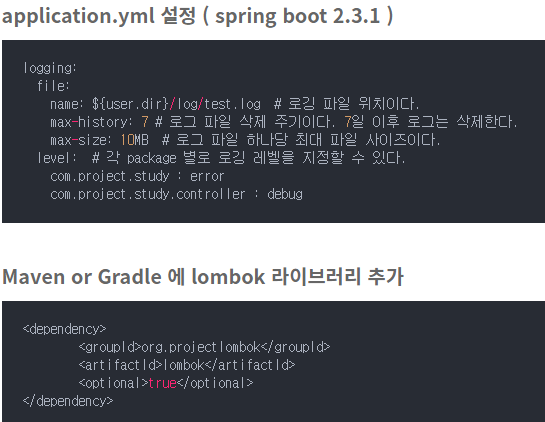 application.yml 설정 ( spring boot 2.3.1 )
logging:
  file:
    name: ${user.dir}/log/test.log  # 로깅 파일 위치이다.
    max-history: 7 # 로그 파일 삭제 주기이다. 7일 이후 로그는 삭제한다.
    max-size: 10MB  # 로그 파일 하나당 최대 파일 사이즈이다.
  level:  # 각 package 별로 로깅 레벨을 지정할 수 있다.
    com.project.study : error
    com.project.study.controller : debug
Maven or Gradle 에 lombok 라이브러리 추가
<dependency>
        <groupId>org.projectlombok</groupId>
        <artifactId>lombok</artifactId>
        <optional>true</optional>
</dependency>